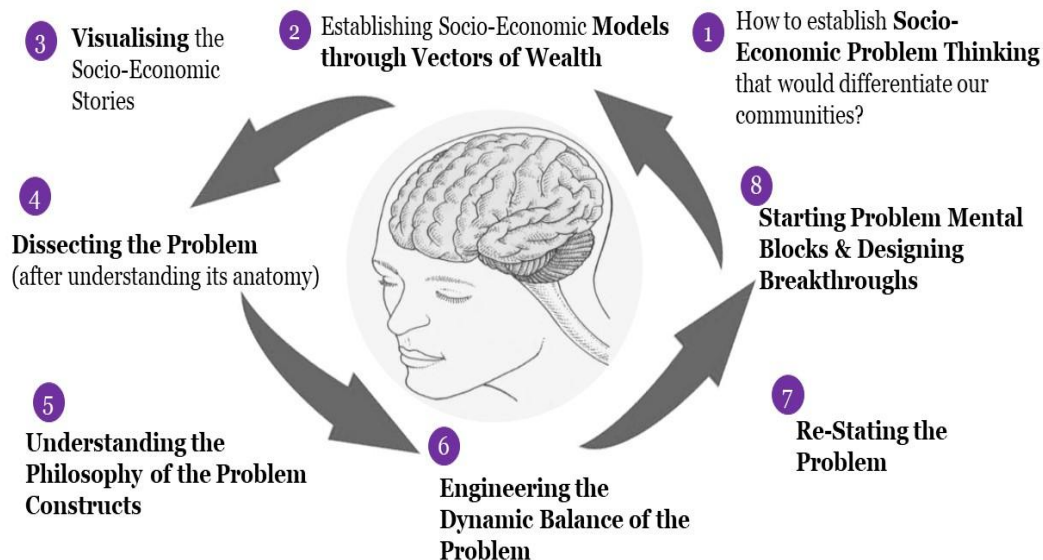 1
How to establish Socio-
Economic Problem Thinking
that would differentiate our
communities?
2
Establishing Socio-Economic Models
through Vectors of Wealth
3
Visualising the
Socio-Economic
Stories
4
Dissecting the Problem
(after understanding its anatomy)
5
Understanding the
Philosophy of the Problem
Constructs
6
Engineering the
Dynamic Balance of the
Problem
7
Re-Stating the
Problem
8
Starting Problem Mental
Blocks & Designing
Breakthroughs